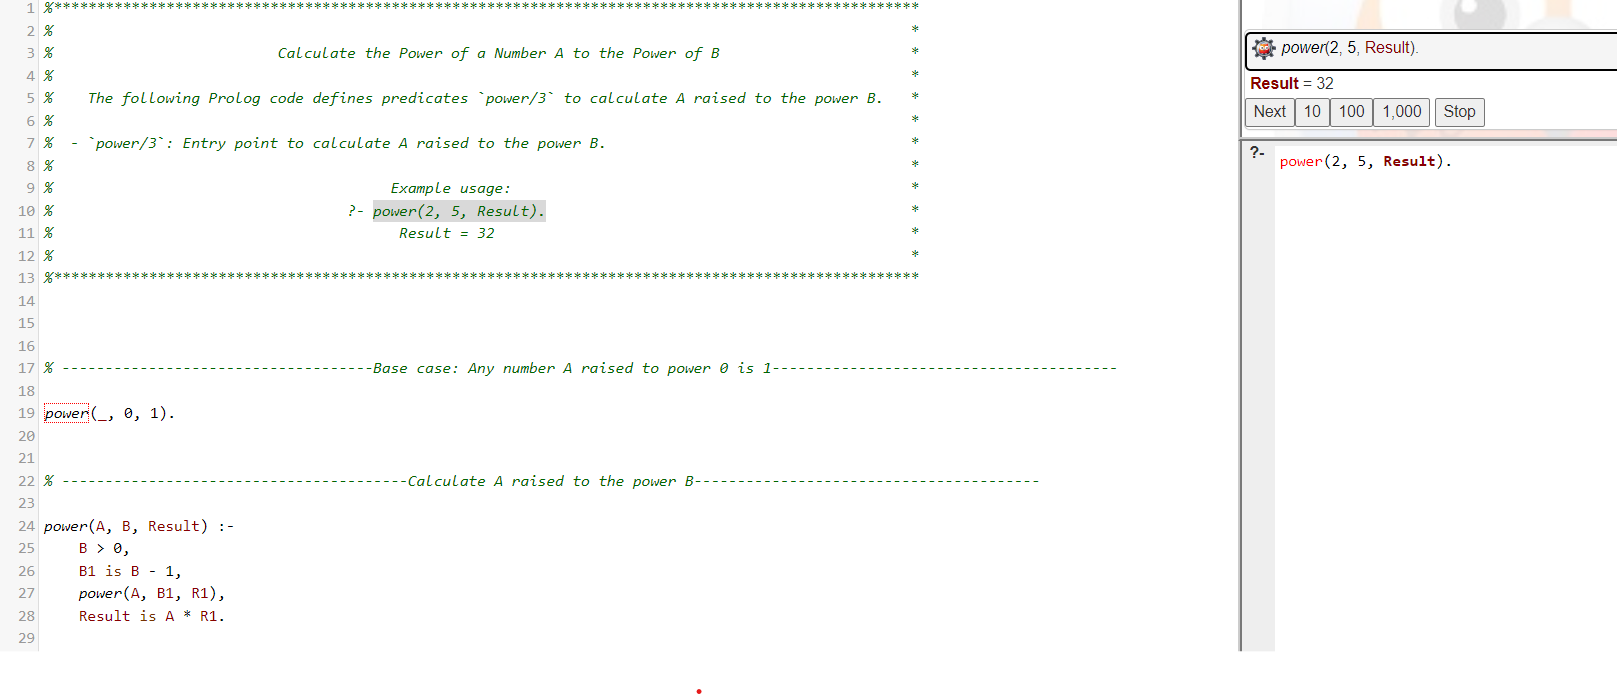 1 %****************************************************************************************************
2 % *
3 % Calculate the Power of a Number A to the Power of B *
4 % *
5 % The following Prolog code defines predicates `power/3` to calculate A raised to the power B. *
6 % *
7 % - `power/3`: Entry point to calculate A raised to the power B. *
8 % *
9 % Example usage: *
10 % ?- power(2, 5, Result). *
11 % Result = 32 *
12 % *
13 %****************************************************************************************************
14
15
16
17 % ------------------------------------Base case: Any number A raised to power 0 is 1----------------------------------------
18
19 power(_, 0, 1).
20
21
22 % ----------------------------------------Calculate A raised to the power B----------------------------------------
23
24 power(A, B, Result) :-
25 B > 0,
26 B1 is B - 1,
27 power(A, B1, R1),
28 Result is A * R1.
29
power(2, 5, Result).
Result = 32
Next 10 100 1,000 Stop
?- power(2, 5, Result).